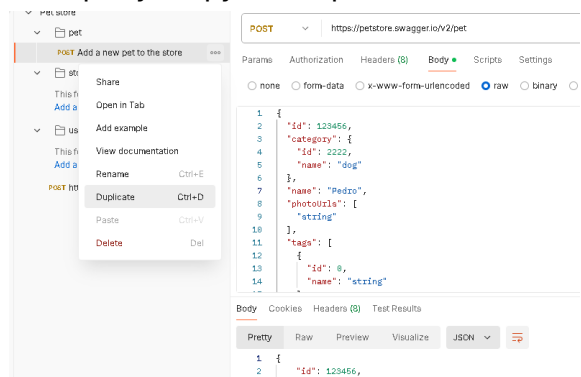 Pet store
pet
POST Add a new pet to the store
Share
Open in Tab
Add example
View documentation
Rename Ctrl+E
Duplicate Ctrl+D
Paste Ctrl+V
Delete Del
This f
Add a
us
This f
Add a
POST htt
POST https://petstore.swagger.io/v2/pet
Params Authorization Headers (8) Body Scripts Settings
none form-data x-www-form-urlencoded raw binary
1 {
2 "id": 123456,
3 "category": {
4 "id": 2222,
5 "name": "dog"
6 },
7 "name": "Pedro",
8 "photoUrls": [
9 "string"
10 ],
11 "tags": [
12 {
13 "id": 0,
14 "name": "string"
Body Cookies Headers (8) Test Results
Pretty Raw Preview Visualize JSON
1 {
2 "id": 123456,